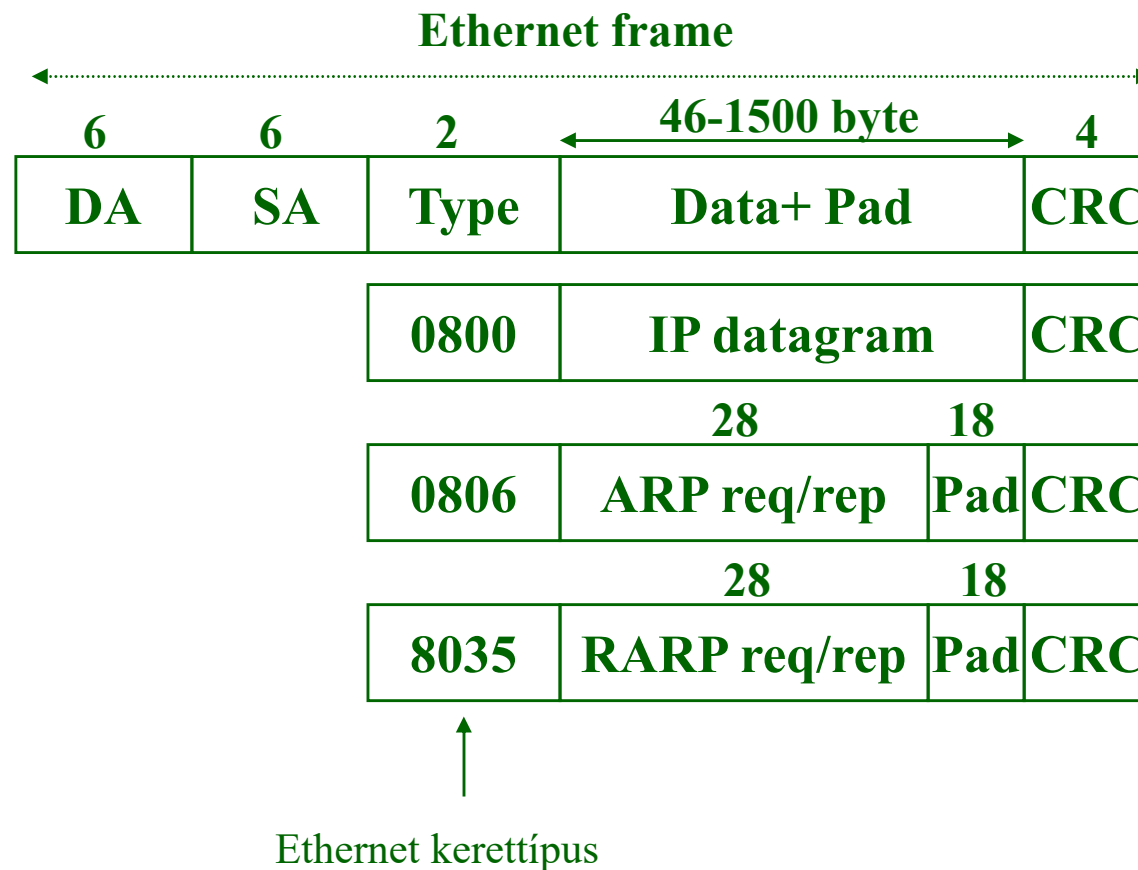 Ethernet frame
6 6 2 46-1500 byte 4
DA SA Type Data+ Pad CRC
0800 IP datagram CRC
28 18
0806 ARP req/rep Pad CRC
28 18
8035 RARP req/rep Pad CRC
Ethernet kerettípus